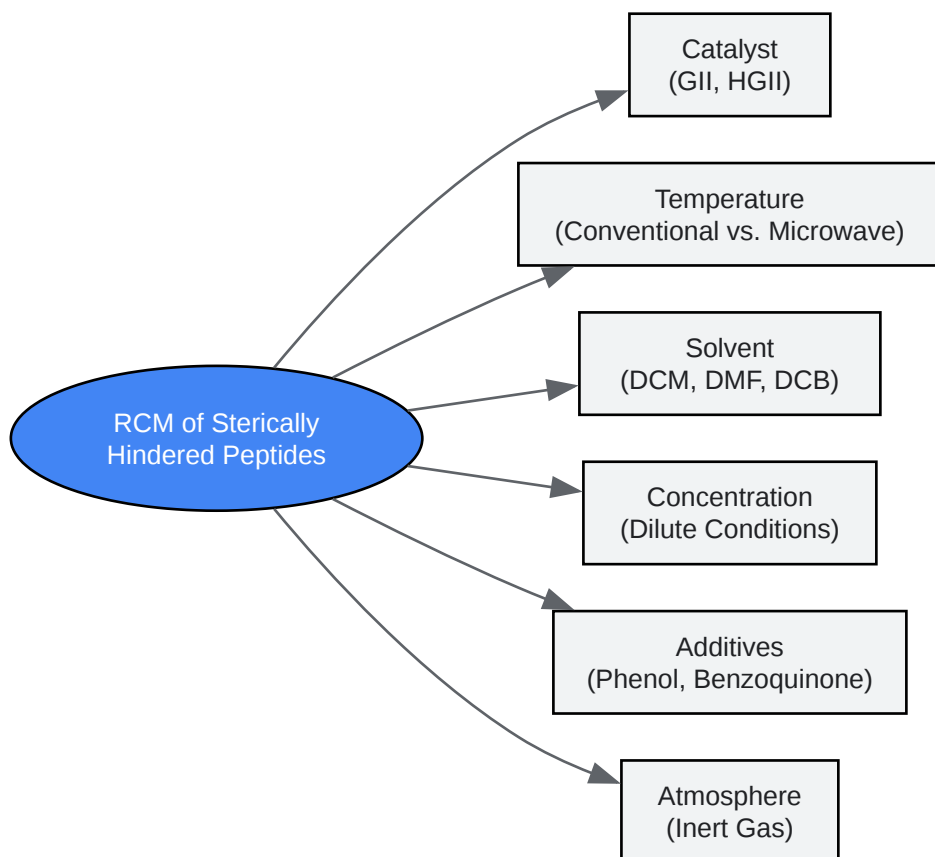 Catalyst
(GII, HGII)
Temperature
(Conventional vs. Microwave)
Solvent
(DCM, DMF, DCB)
RCM of Sterically
Hindered Peptides
Concentration
(Dilute Conditions)
Additives
(Phenol, Benzoquinone)
Atmosphere
(Inert Gas)